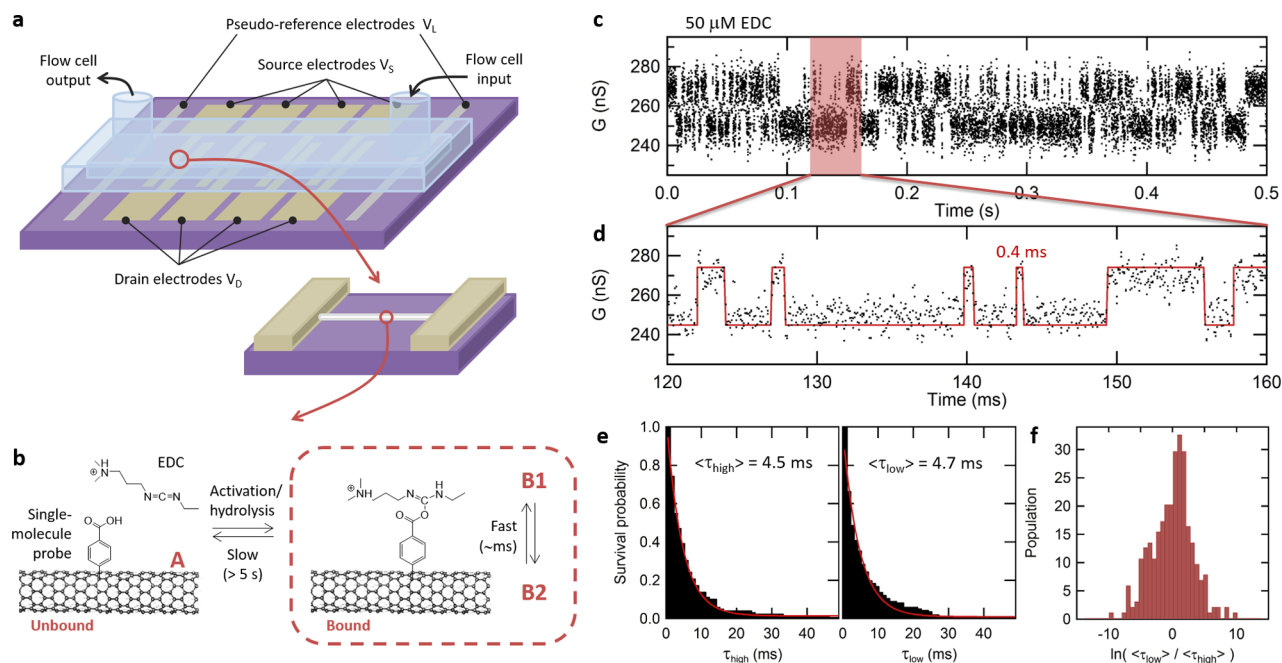 a
Pseudo-reference electrodes V_L
Flow cell
output
Source electrodes V_S
Flow cell
input
Drain electrodes V_D
b
H
N
⊕
EDC
N=C=N
O
OH
Single-
molecule
probe
A
Unbound
Activation/
hydrolysis
Slow
(> 5 s)
H
N
⊕
N
C
H
N
O
O
Bound
B1
Fast
(~ms)
B2
c
50 μM EDC
G (nS)
280
260
240
0.0
0.1
0.2
0.3
0.4
0.5
Time (s)
d
0.4 ms
G (nS)
280
260
240
120
130
140
150
160
Time (ms)
e
Survival probability
1.0
0.8
0.6
0.4
0.2
0.0
<τ_high> = 4.5 ms
0
10
20
30
40
τ_high (ms)
<τ_low> = 4.7 ms
0
10
20
30
40
τ_low (ms)
f
Population
30
25
20
15
10
5
0
-10
0
10
ln( <τ_low> / <τ_high> )